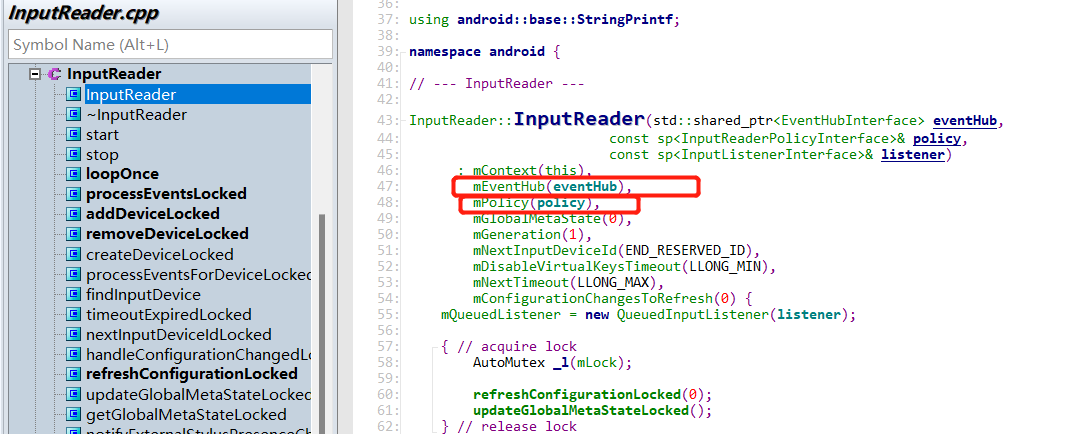 InputReader.cpp
Symbol Name (Alt+L)
InputReader
InputReader
~InputReader
start
stop
loopOnce
processEventsLocked
addDeviceLocked
removeDeviceLocked
createDeviceLocked
processEventsForDeviceLocked
findInputDevice
timeoutExpiredLocked
nextInputDeviceIdLocked
handleConfigurationChangedLo
refreshConfigurationLocked
updateGlobalMetaStateLocked
getGlobalMetaStateLocked
notifyExternalStylusPresenceCh
36:
37: using android::base::StringPrintf;
38:
39: namespace android {
40:
41: // --- InputReader ---
42:
43: InputReader::InputReader(std::shared_ptr<EventHubInterface> eventHub,
44: const sp<InputReaderPolicyInterface>& policy,
45: const sp<InputListenerInterface>& listener)
46: : mContext(this),
47: mEventHub(eventHub),
48: mPolicy(policy),
49: mGlobalMetaState(0),
50: mGeneration(1),
51: mNextInputDeviceId(END_RESERVED_ID),
52: mDisableVirtualKeysTimeout(LLONG_MIN),
53: mNextTimeout(LLONG_MAX),
54: mConfigurationChangesToRefresh(0) {
55: mQueuedListener = new QueuedInputListener(listener);
56:
57: { // acquire lock
58: AutoMutex _l(mLock);
59:
60: refreshConfigurationLocked(0);
61: updateGlobalMetaStateLocked();
62: } // release lock